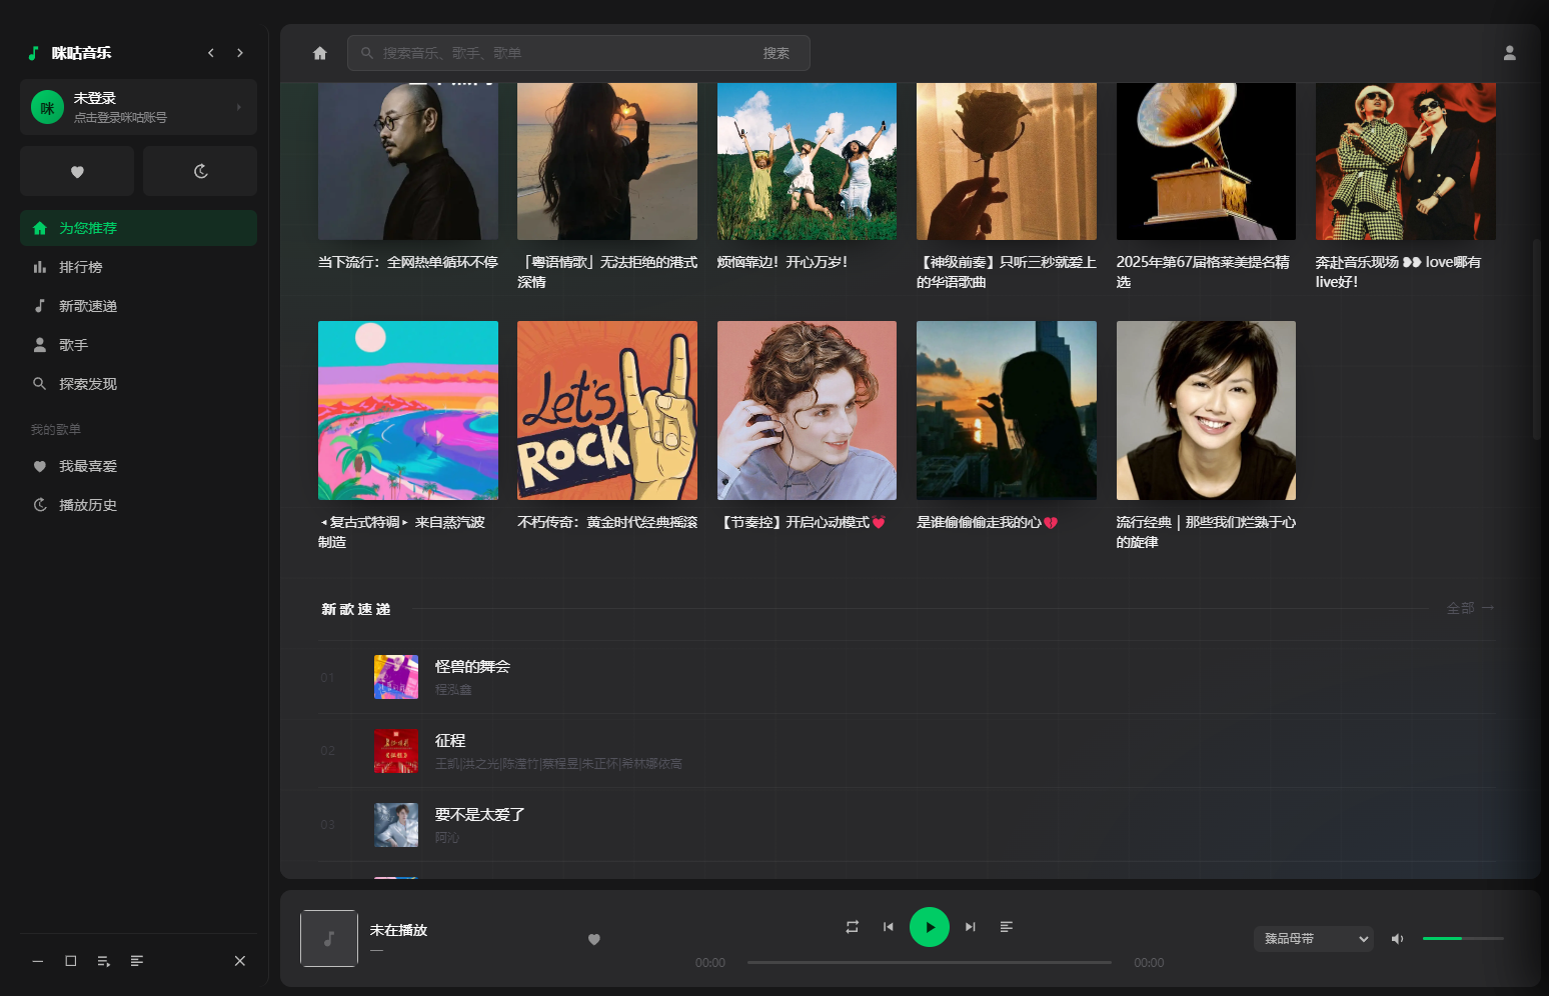 咪咕音乐
搜索音乐、歌手、歌单
搜索
咪
未登录
点击登录咪咕账号
为您推荐
排行榜
新歌速递
歌手
探索发现
我的歌单
我最喜爱
播放历史
当下流行：全网热单循环不停
「粤语情歌」无法拒绝的港式
深情
烦恼靠边！开心万岁！
【神级前奏】只听三秒就爱上
的华语歌曲
2025年第67届格莱美提名精
选
奔赴音乐现场 ❥❥ love哪有
live好！
Let's
ROCK
◂ 复古式特调 ▸ 来自蒸汽波
制造
不朽传奇：黄金时代经典摇滚
【节奏控】开启心动模式💓
是谁偷偷偷走我的心💔
流行经典 | 那些我们烂熟于心
的旋律
新歌速递
全部 →
01
怪兽的舞会
程泓鑫
02
征程
王凯|洪之光|陈滢竹|蔡程昱|朱正怀|希林娜依高
03
要不是太爱了
阿沁
未在播放
—
00:00
00:00
臻品母带